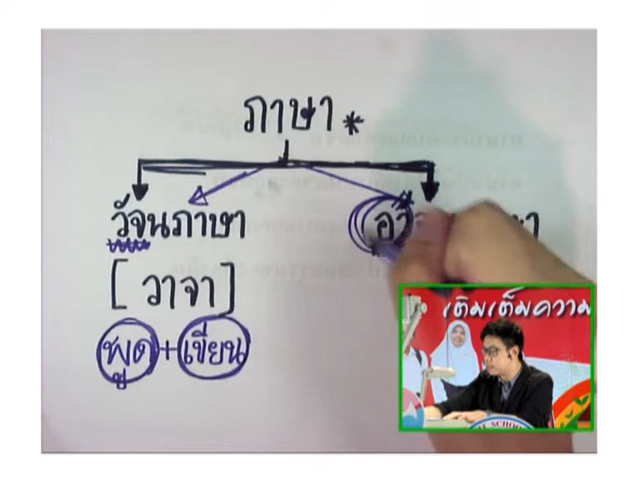 ภาษา *
วัจนภาษา
[ วาจา ]
พูด + เขียน
เติมเต็มความ